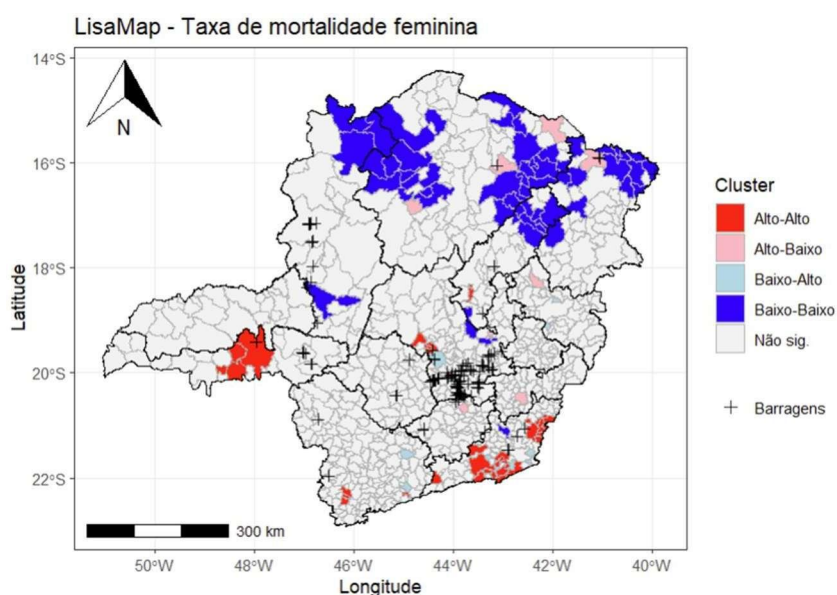 LisaMap - Taxa de mortalidade feminina
14°S
16°S
18°S
20°S
22°S
Latitude
N
300 km
50°W
48°W
46°W
44°W
42°W
40°W
Longitude
Cluster
Alto-Alto
Alto-Baixo
Baixo-Alto
Baixo-Baixo
Não sig.
Barragens